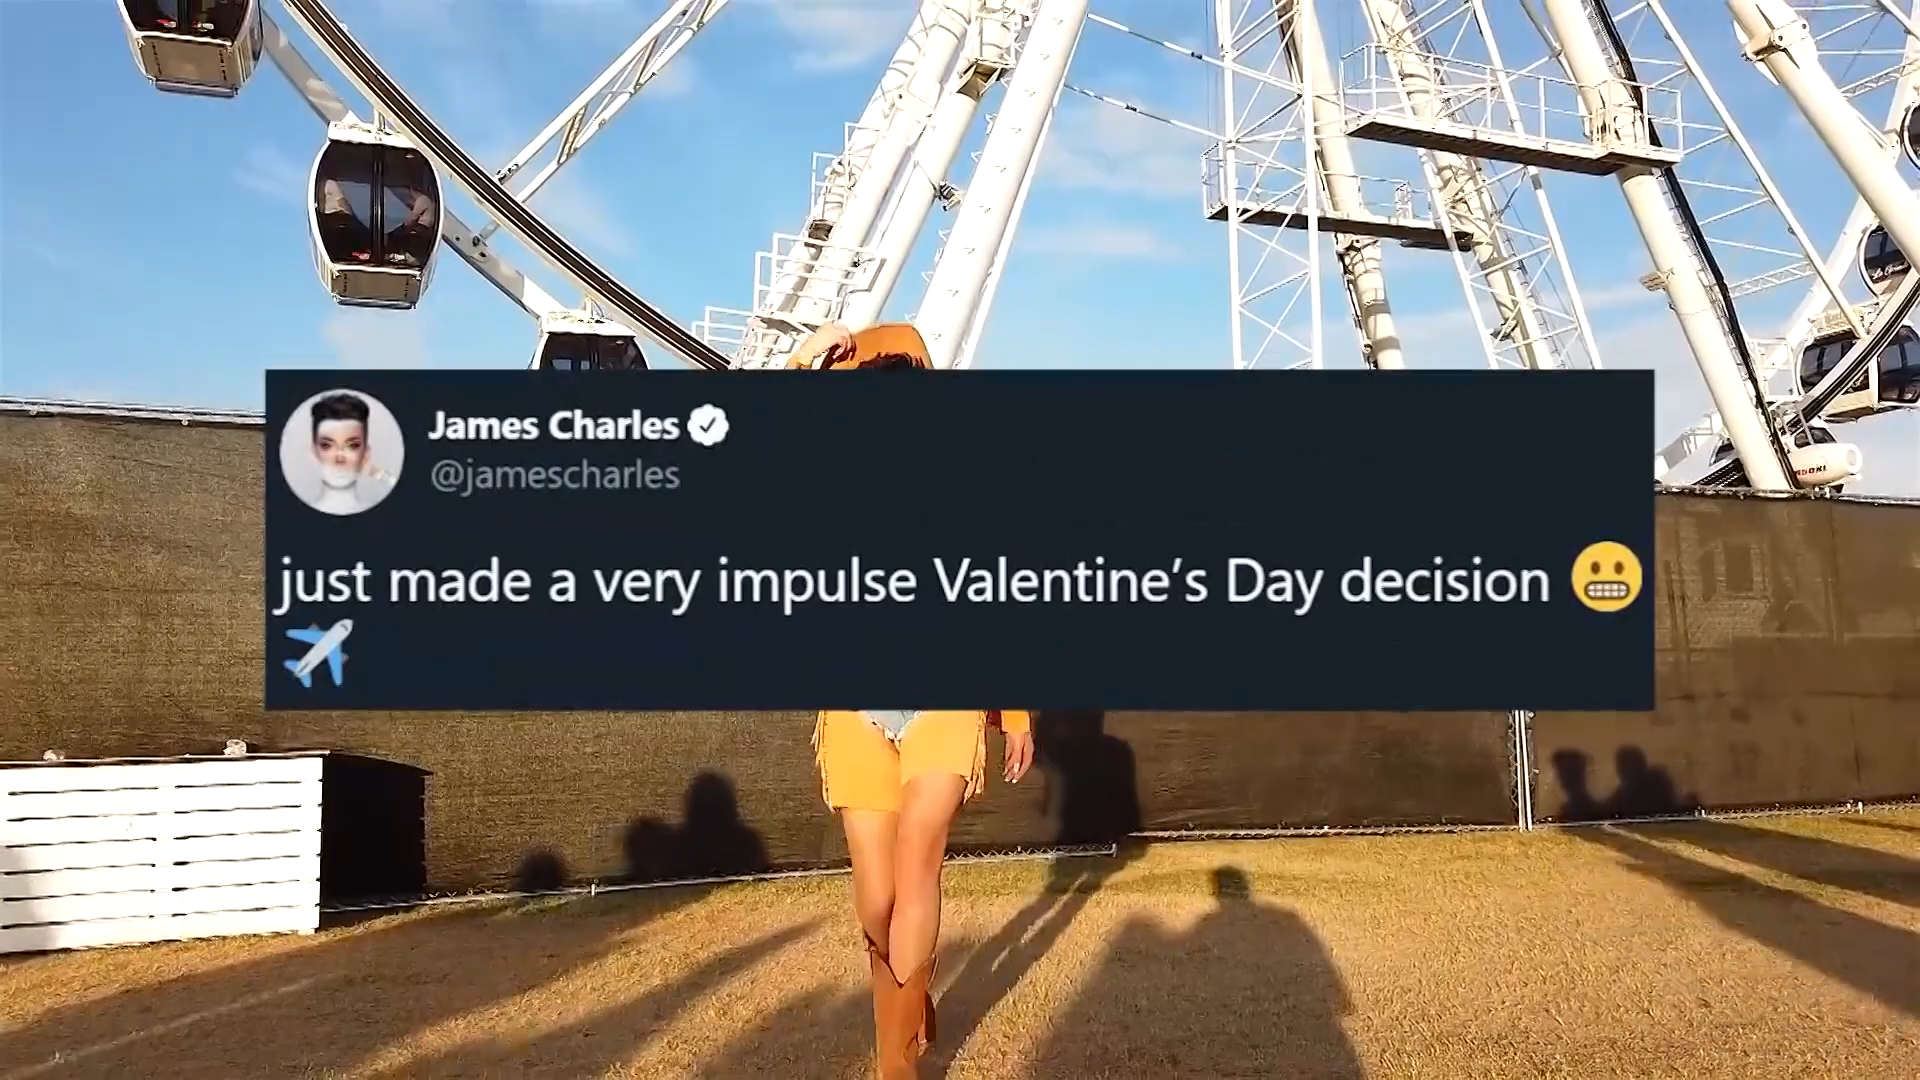 James Charles
@jamescharles
just made a very impulse Valentine’s Day decision 😬
✈️